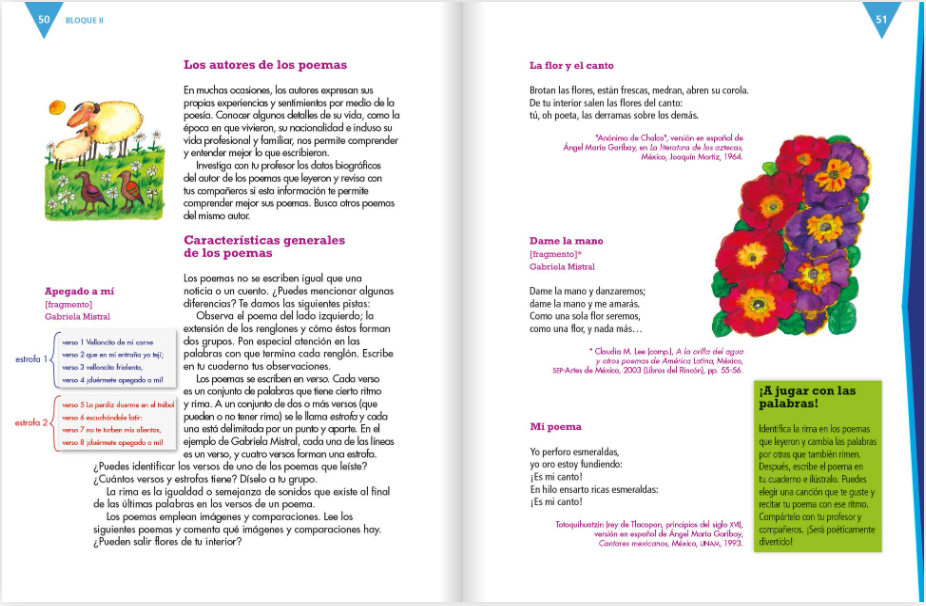 50
BLOQUE II
Los autores de los poemas
En muchas ocasiones, los autores expresan sus
propias experiencias y sentimientos por medio de la
poesía. Conocer algunos detalles de su vida, como la
época en que vivieron, su nacionalidad e incluso su
vida profesional y familiar, nos permite comprender
y entender mejor lo que escribieron.
Investiga con tu profesor los datos biográficos
del autor de los poemas que leyeron y revisa con
tus compañeros si esta información te permite
comprender mejor sus poemas. Busca otros poemas
del mismo autor.
Características generales
de los poemas
Los poemas no se escriben igual que una
noticia o un cuento. ¿Puedes mencionar algunas
diferencias? Te damos las siguientes pistas:
Observa el poema del lado izquierdo; la
extensión de los renglones y cómo éstos forman
dos grupos. Pon especial atención en las
palabras con que termina cada renglón. Escribe
en tu cuaderno tus observaciones.
Los poemas se escriben en verso. Cada verso
es un conjunto de palabras que tiene cierto ritmo
y rima. A un conjunto de dos o más versos (que
pueden o no tener rima) se le llama estrofa y cada
una está delimitada por un punto y aparte. En el
ejemplo de Gabriela Mistral, cada una de las líneas
es un verso, y cuatro versos forman una estrofa.
¿Puedes identificar los versos de uno de los poemas que leíste?
¿Cuántos versos y estrofas tiene? Díselo a tu grupo.
La rima es la igualdad o semejanza de sonidos que existe al final
de las últimas palabras en los versos de un poema.
Los poemas emplean imágenes y comparaciones. Lee los
siguientes poemas y comenta qué imágenes y comparaciones hay.
¿Pueden salir flores de tu interior?
Apegado a mí
[fragmento]
Gabriela Mistral
estrofa 1
verso 1 Velloncito de mi carne
verso 2 que en mi entraña yo tejí;
verso 3 velloncito friolento,
verso 4 ¡duérmete apegado a mí!
estrofa 2
verso 5 La perdiz duerme en el trébol
verso 6 escuchándole latir:
verso 7 no te turben mis alientos,
verso 8 ¡duérmete apegado a mí!
51
La flor y el canto
Brotan las flores, están frescas, medran, abren su corola.
De tu interior salen las flores del canto:
tú, oh poeta, las derramas sobre los demás.
"Anónimo de Chalco", versión en español de
Ángel María Garibay, en La literatura de los aztecas,
México, Joaquín Mortiz, 1964.
Dame la mano
[fragmento]*
Gabriela Mistral
Dame la mano y danzaremos;
dame la mano y me amarás.
Como una sola flor seremos,
como una flor, y nada más...
* Claudia M. Lee (comp.), A la orilla del agua
y otros poemas de América Latina, México,
SEP-Artes de México, 2003 (Libros del Rincón), pp. 55-56.
Mi poema
Yo perforo esmeraldas,
yo oro estoy fundiendo:
¡Es mi canto!
En hilo ensarto ricas esmeraldas:
¡Es mi canto!
Totoquihuatzin (rey de Tlacopan, principios del siglo XVI),
versión en español de Ángel María Garibay,
Cantares mexicanos, México, UNAM, 1993.
¡A jugar con las
palabras!
Identifica la rima en los poemas
que leyeron y cambia las palabras
por otras que también rimen.
Después, escribe el poema en
tu cuaderno e ilústralo. Puedes
elegir una canción que te guste y
recitar tu poema con ese ritmo.
Compártelo con tu profesor y
compañeros. ¡Será poéticamente
divertido!